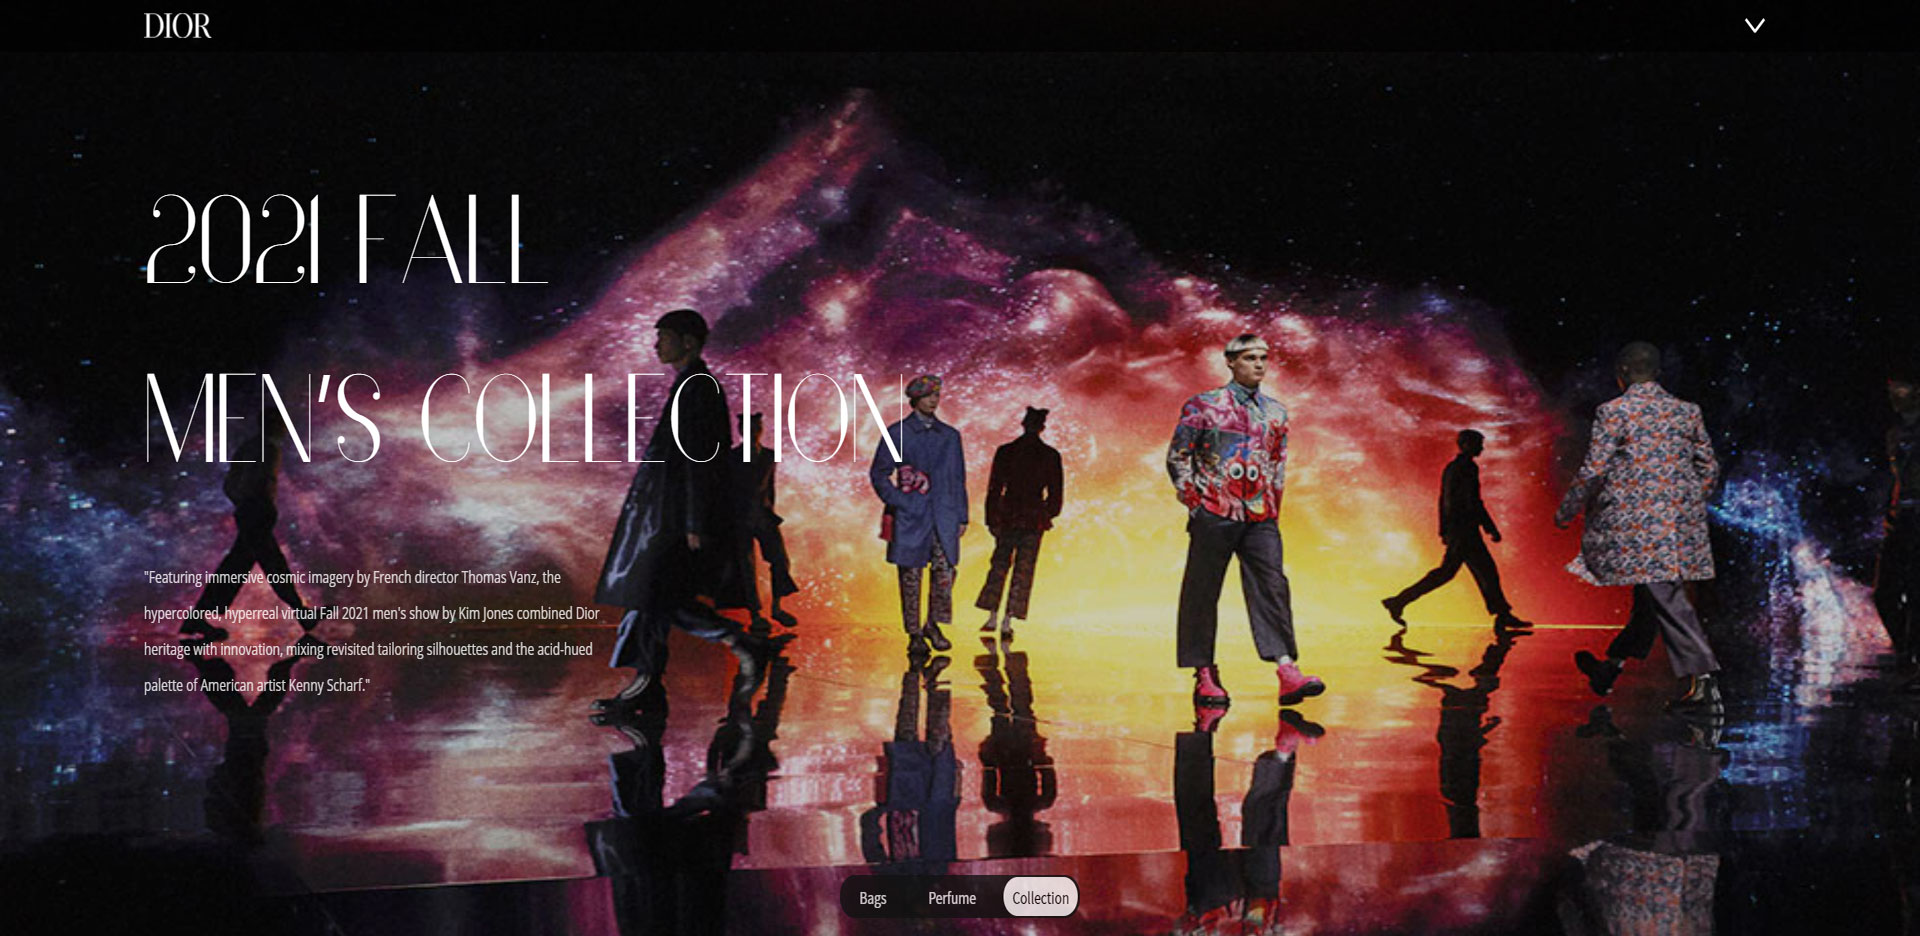 DIOR
2021 FALL
MEN'S COLLECTION
"Featuring immersive cosmic imagery by French director Thomas Vanz, the
hypercolored, hyperreal virtual Fall 2021 men's show by Kim Jones combined Dior
heritage with innovation, mixing revisited tailoring silhouettes and the acid-hued
palette of American artist Kenny Scharf."
Bags Perfume Collection